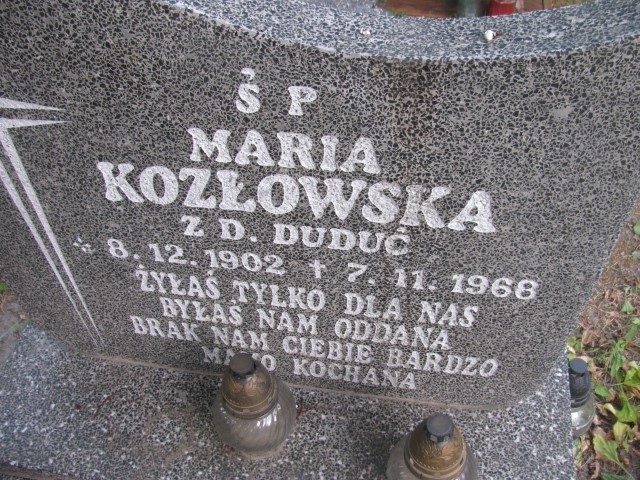 Ś P
MARIA
KOZŁOWSKA
Z D. DUDUĆ
* 8. 12. 1902 † 7. 11. 1968
ŻYŁAŚ TYLKO DLA NAS
BYŁAŚ NAM ODDANA
BRAK NAM CIEBIE BARDZO
MAMO KOCHANA